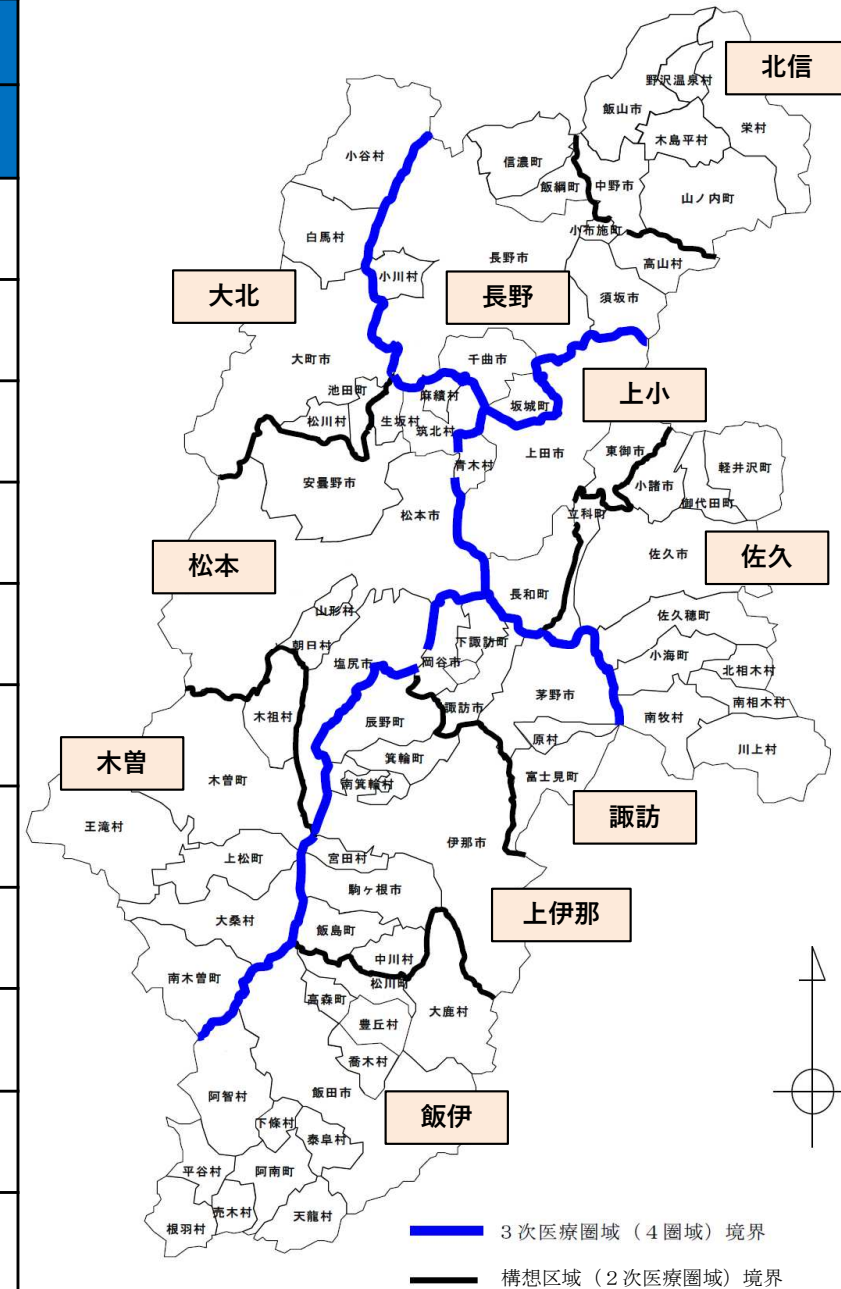 北信
野沢温泉村
飯山市
木島平村
栄村
小谷村
信濃町
飯綱町
中野市
山ノ内町
白馬村
小布施町
長野市
高山村
小川村
大北
長野
須坂市
大町市
千曲市
池田町
麻績村
坂城町
上小
松川村
生坂村
筑北村
青木村
上田市
東御市
軽井沢町
安曇野市
小諸市
御代田町
松本市
立科町
松本
佐久市
佐久
長和町
山形村
佐久穂町
朝日村
下諏訪町
小海町
塩尻市
岡谷市
北相木村
木祖村
辰野町
諏訪市
茅野市
南牧村
南相木村
原村
川上村
木曽
箕輪町
木曽町
南箕輪村
富士見町
諏訪
王滝村
伊那市
上松町
宮田村
駒ヶ根市
大桑村
飯島町
上伊那
中川村
南木曽町
松川町
高森町
大鹿村
豊丘村
喬木村
阿智村
飯田市
飯伊
下條村
泰阜村
平谷村
阿南町
売木村
天龍村
根羽村
3次医療圏域（4圏域）境界
構想区域（2次医療圏域）境界